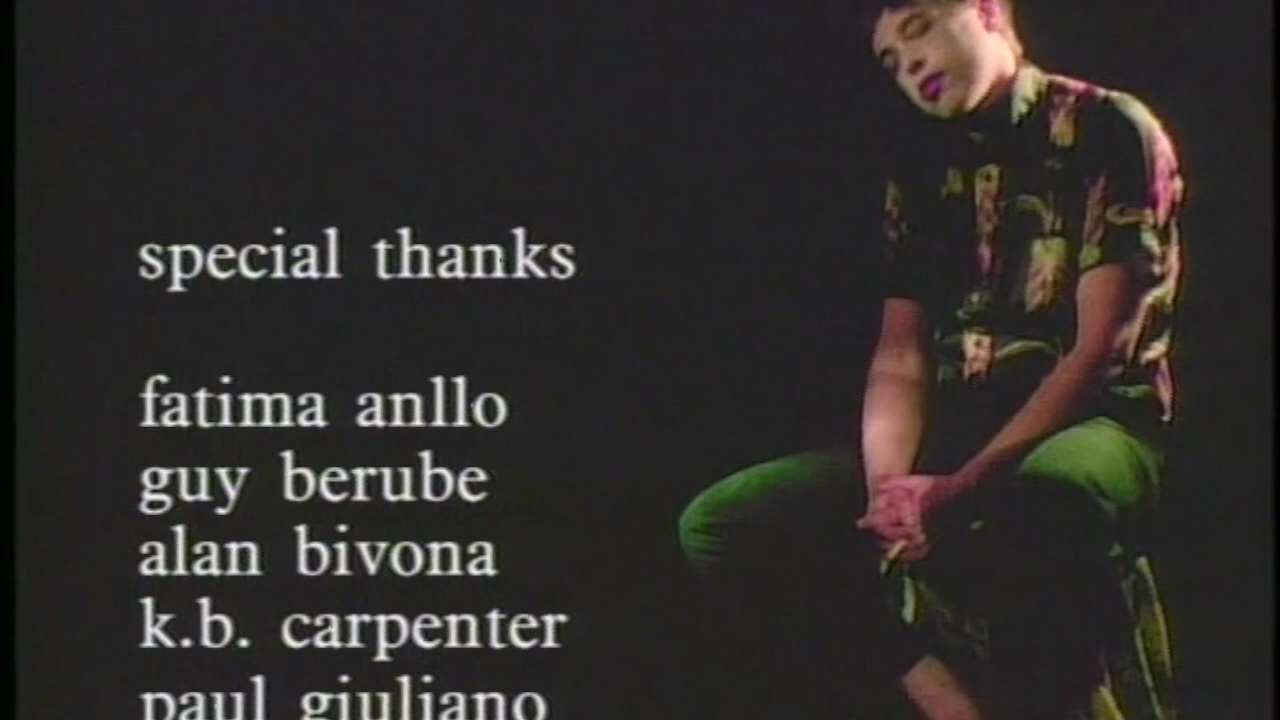 special thanks
fatima anllo
guy berube
alan bivona
k.b. carpenter
paul giuliano